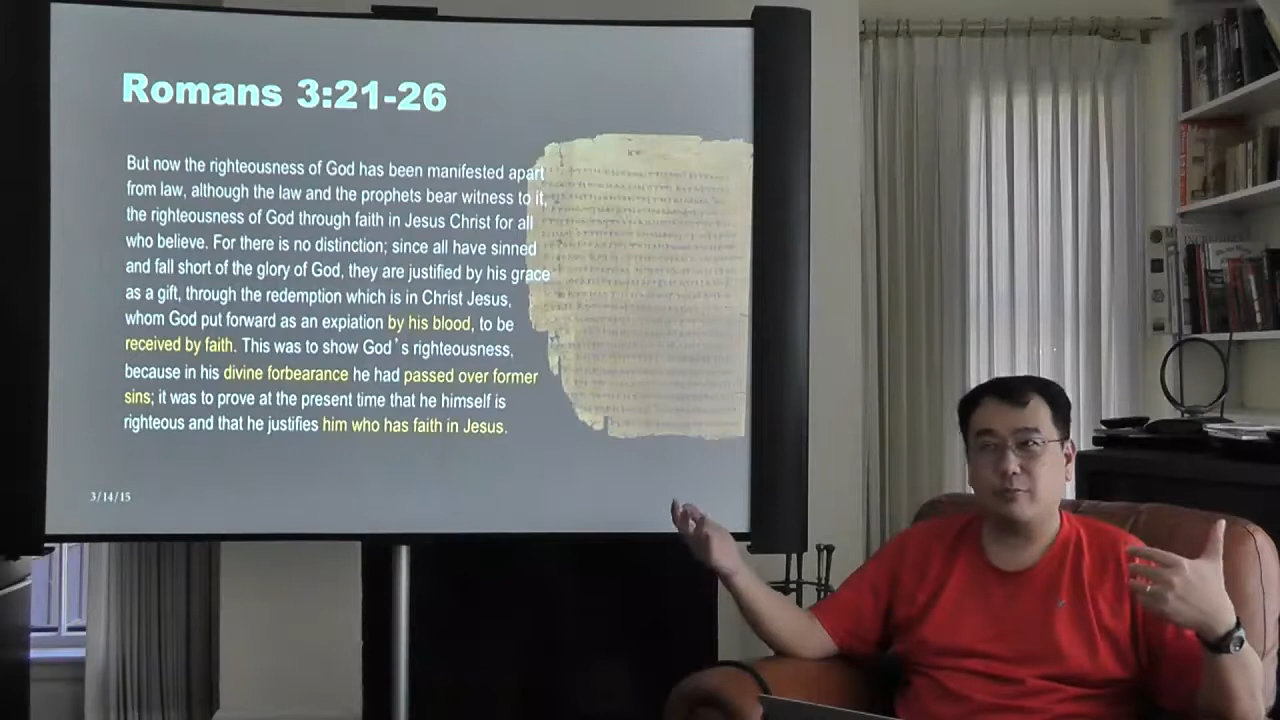 Romans 3:21-26
But now the righteousness of God has been manifested apart
from law, although the law and the prophets bear witness to it,
the righteousness of God through faith in Jesus Christ for all
who believe. For there is no distinction; since all have sinned
and fall short of the glory of God, they are justified by his grace
as a gift, through the redemption which is in Christ Jesus,
whom God put forward as an expiation by his blood, to be
received by faith. This was to show God's righteousness,
because in his divine forbearance he had passed over former
sins; it was to prove at the present time that he himself is
righteous and that he justifies him who has faith in Jesus.
3/14/15